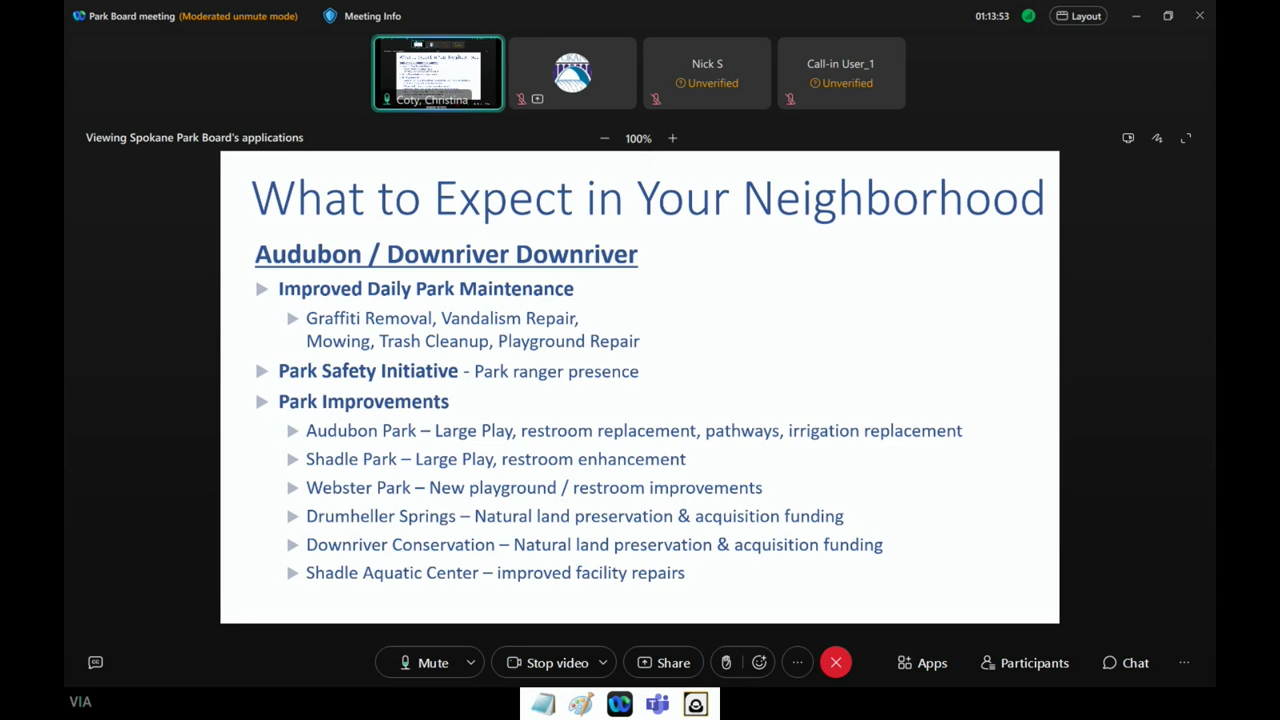 Park Board meeting (Moderated unmute mode)
Meeting Info
01:13:53
Layout
Coty, Christina
Nick S
Unverified
Call-in User_1
Unverified
Viewing Spokane Park Board's applications
100%
What to Expect in Your Neighborhood
Audubon / Downriver Downriver
Improved Daily Park Maintenance
Graffiti Removal, Vandalism Repair,
Mowing, Trash Cleanup, Playground Repair
Park Safety Initiative - Park ranger presence
Park Improvements
Audubon Park – Large Play, restroom replacement, pathways, irrigation replacement
Shadle Park – Large Play, restroom enhancement
Webster Park – New playground / restroom improvements
Drumheller Springs – Natural land preservation & acquisition funding
Downriver Conservation – Natural land preservation & acquisition funding
Shadle Aquatic Center – improved facility repairs
Mute
Stop video
Share
Apps
Participants
Chat
VIA